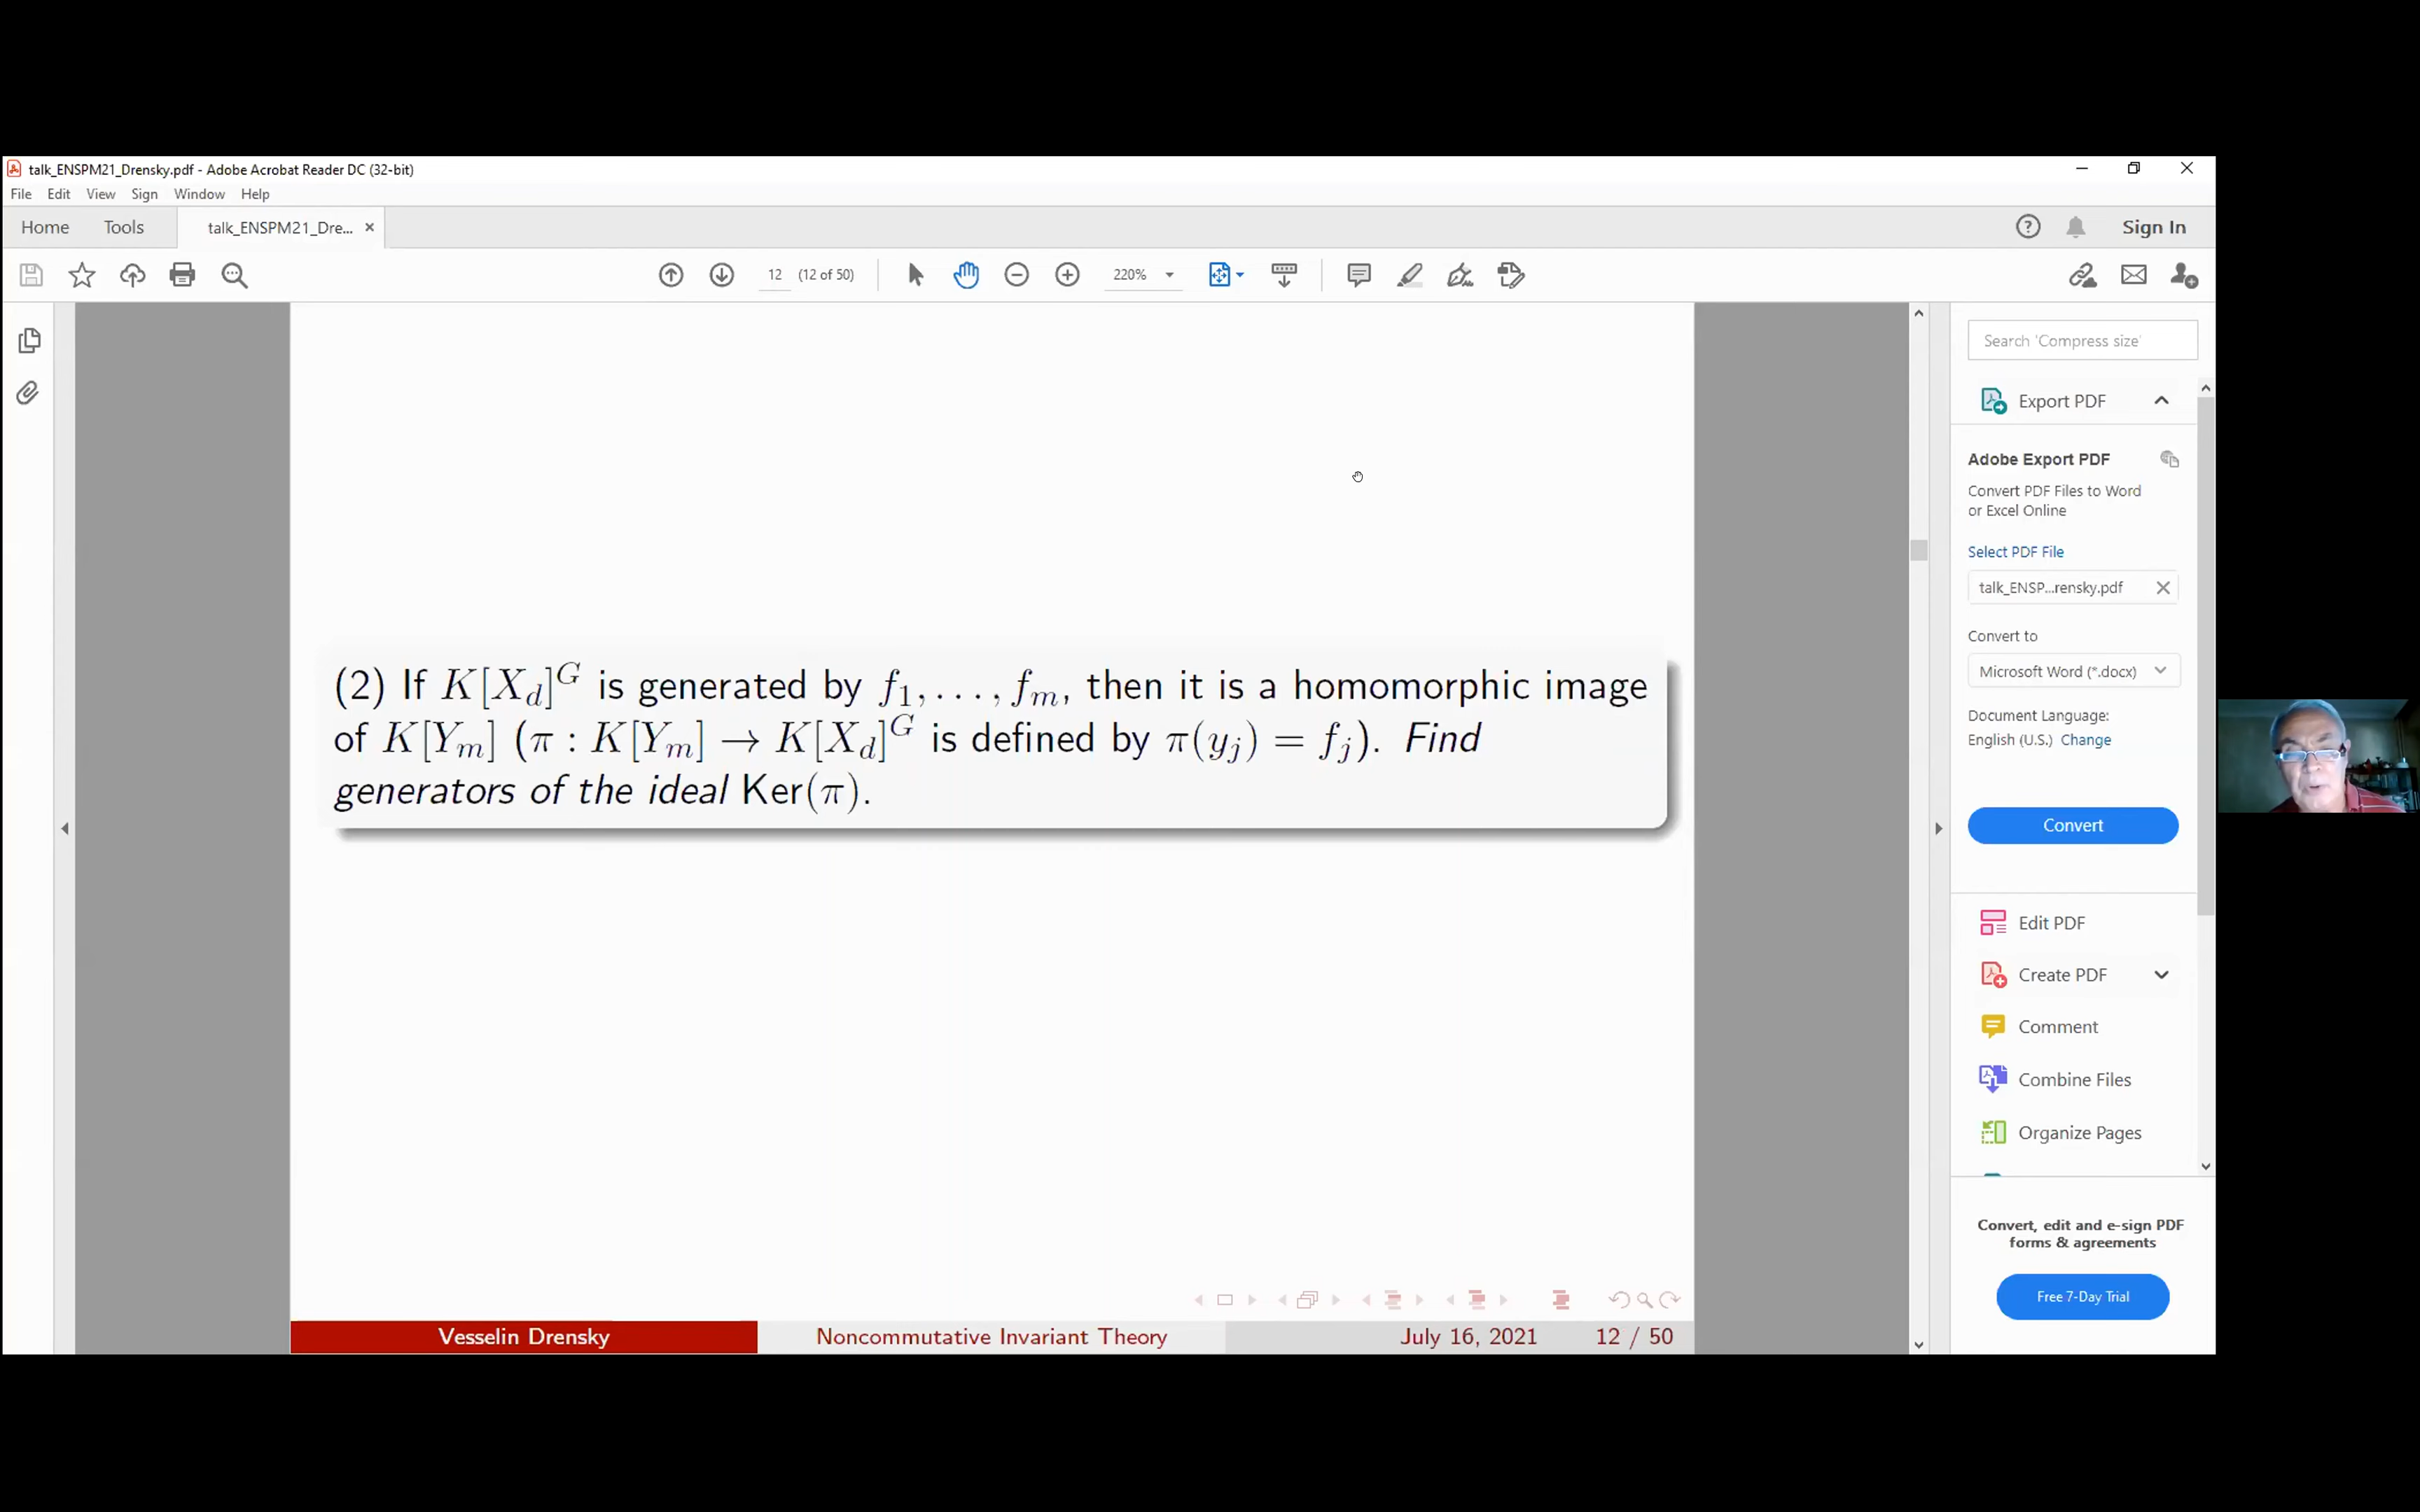 talk_ENSPM21_Drensky.pdf - Adobe Acrobat Reader DC (32-bit)
File Edit View Sign Window Help
Home Tools talk_ENSPM21_Dre... × Sign In
12 (12 of 50) 220%
Search 'Compress size'
Export PDF
Adobe Export PDF
Convert PDF Files to Word
or Excel Online
Select PDF File
talk_ENSP...rensky.pdf
Convert to
Microsoft Word (*.docx)
Document Language:
English (U.S.) Change
Convert
Edit PDF
Create PDF
Comment
Combine Files
Organize Pages
Convert, edit and e-sign PDF
forms & agreements
Free 7-Day Trial
(2) If $K[X_d]^G$ is generated by $f_1, \ldots, f_m$, then it is a homomorphic image
of $K[Y_m]$ ($\pi : K[Y_m] \to K[X_d]^G$ is defined by $\pi(y_j) = f_j$). Find
generators of the ideal Ker($\pi$).
Vesselin Drensky Noncommutative Invariant Theory July 16, 2021 12 / 50